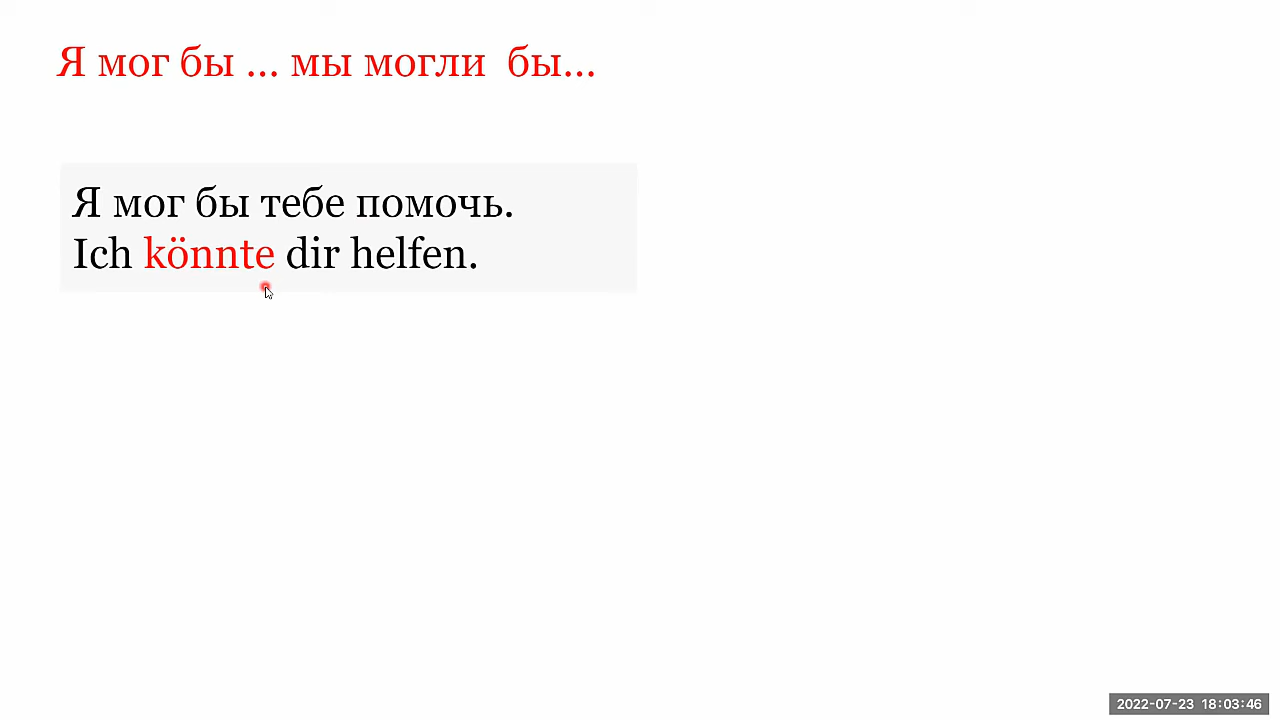 Я мог бы ... мы могли бы...
Я мог бы тебе помочь.
Ich könnte dir helfen.
2022-07-23 18:03:46